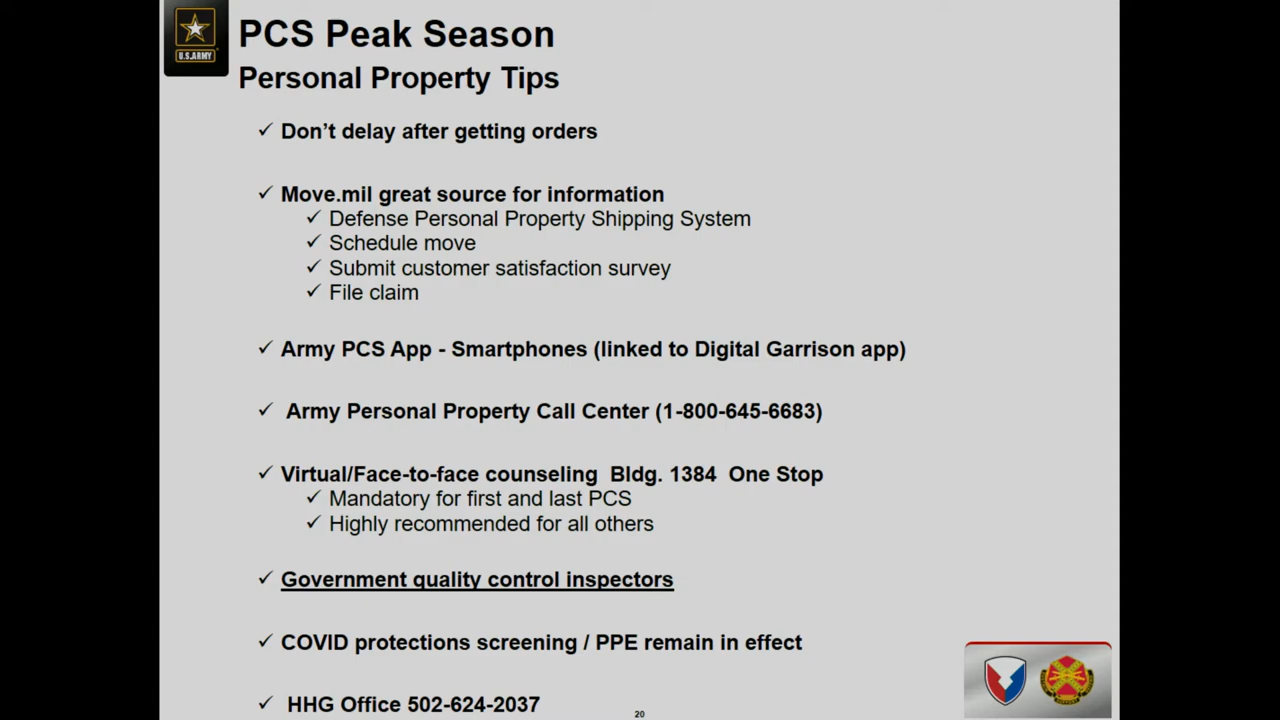 U.S.ARMY
PCS Peak Season
Personal Property Tips
✓ Don’t delay after getting orders
✓ Move.mil great source for information
✓ Defense Personal Property Shipping System
✓ Schedule move
✓ Submit customer satisfaction survey
✓ File claim
✓ Army PCS App - Smartphones (linked to Digital Garrison app)
✓ Army Personal Property Call Center (1-800-645-6683)
✓ Virtual/Face-to-face counseling Bldg. 1384 One Stop
✓ Mandatory for first and last PCS
✓ Highly recommended for all others
✓ Government quality control inspectors
✓ COVID protections screening / PPE remain in effect
✓ HHG Office 502-624-2037
20